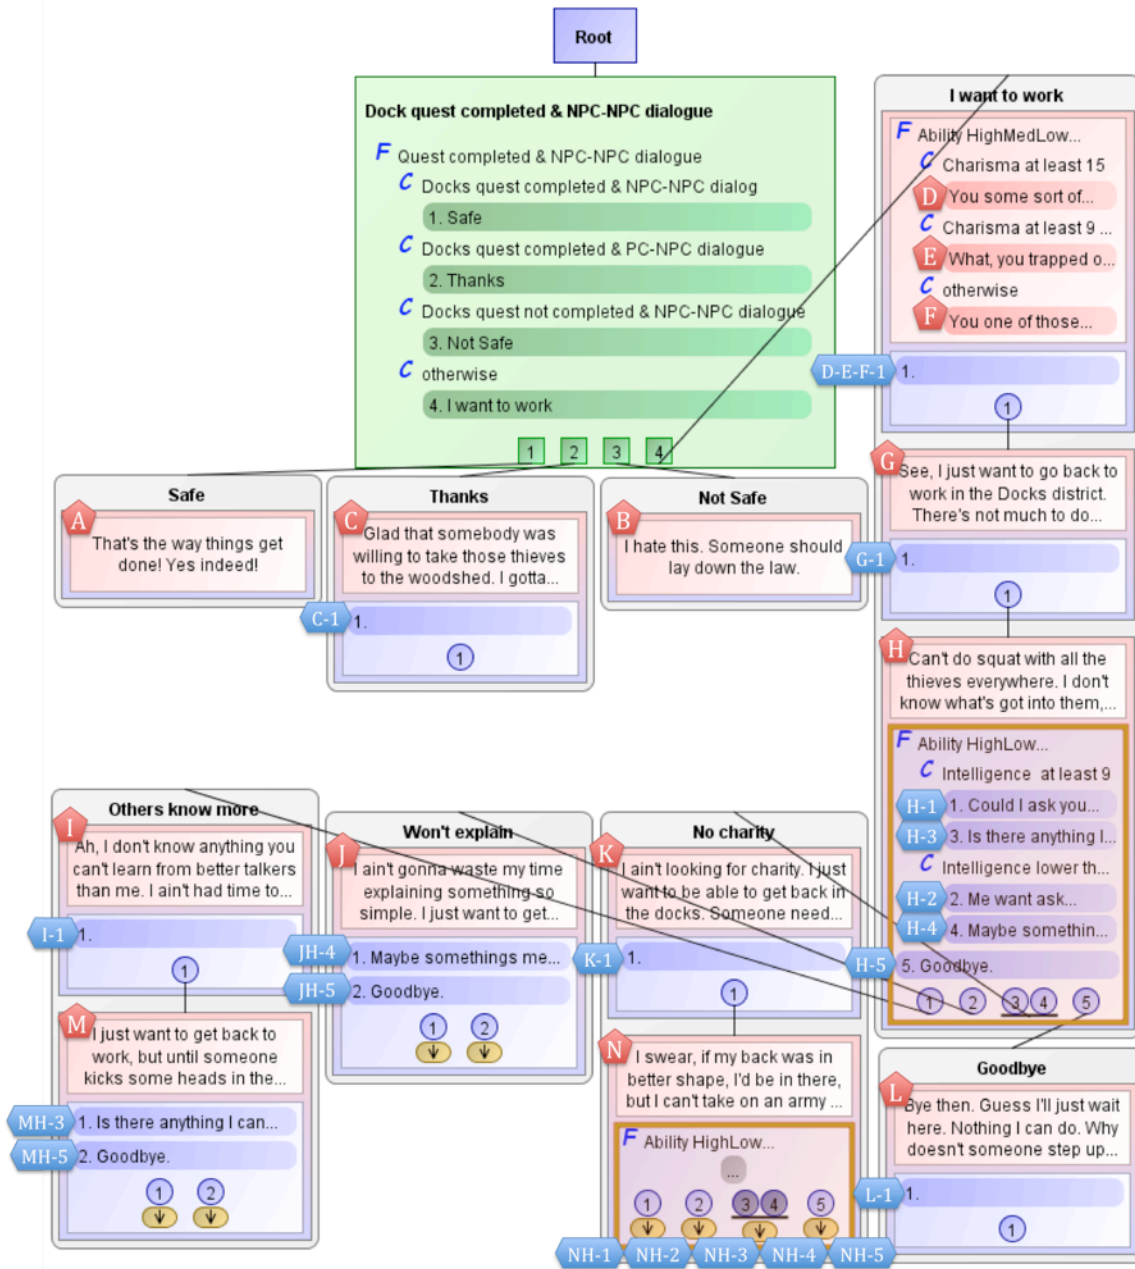 Root
Dock quest completed & NPC-NPC dialogue
F Quest completed & NPC-NPC dialogue
C Docks quest completed & NPC-NPC dialog
1. Safe
C Docks quest completed & PC-NPC dialogue
2. Thanks
C Docks quest not completed & NPC-NPC dialogue
3. Not Safe
C otherwise
4. I want to work
1 2 3 4
I want to work
F Ability HighMedLow...
C Charisma at least 15
D You some sort of...
C Charisma at least 9 ...
E What, you trapped o...
C otherwise
F You one of those...
D-E-F-1 1.
1
G
See, I just want to go back to
work in the Docks district.
There's not much to do...
G-1 1.
1
H
Can't do squat with all the
thieves everywhere. I don't
know what's got into them,...
F Ability HighLow...
C Intelligence at least 9
H-1 1. Could I ask you...
H-3 3. Is there anything I...
C Intelligence lower th...
H-2 2. Me want ask...
H-4 4. Maybe somethin...
H-5 5. Goodbye.
1 2 3 4 5
Safe
A
That's the way things get
done! Yes indeed!
Thanks
C
Glad that somebody was
willing to take those thieves
to the woodshed. I gotta...
C-1 1.
1
Not Safe
B
I hate this. Someone should
lay down the law.
Others know more
I
Ah, I don't know anything you
can't learn from better talkers
than me. I ain't had time to...
I-1 1.
1
M
I just want to get back to
work, but until someone
kicks some heads in the...
MH-3 1. Is there anything I can...
MH-5 2. Goodbye.
1 2
Won't explain
J
I ain't gonna waste my time
explaining something so
simple. I just want to get...
JH-4 1. Maybe somethings me...
JH-5 2. Goodbye.
1 2
No charity
K
I ain't looking for charity. I just
want to be able to get back in
the docks. Someone need...
K-1 1.
1
N
I swear, if my back was in
better shape, I'd be in there,
but I can't take on an army ...
F Ability HighLow...
...
1 2 3 4 5
NH-1 NH-2 NH-3 NH-4 NH-5
Goodbye
L
Bye then. Guess I'll just wait
here. Nothing I can do. Why
doesn't someone step up...
L-1 1.
1